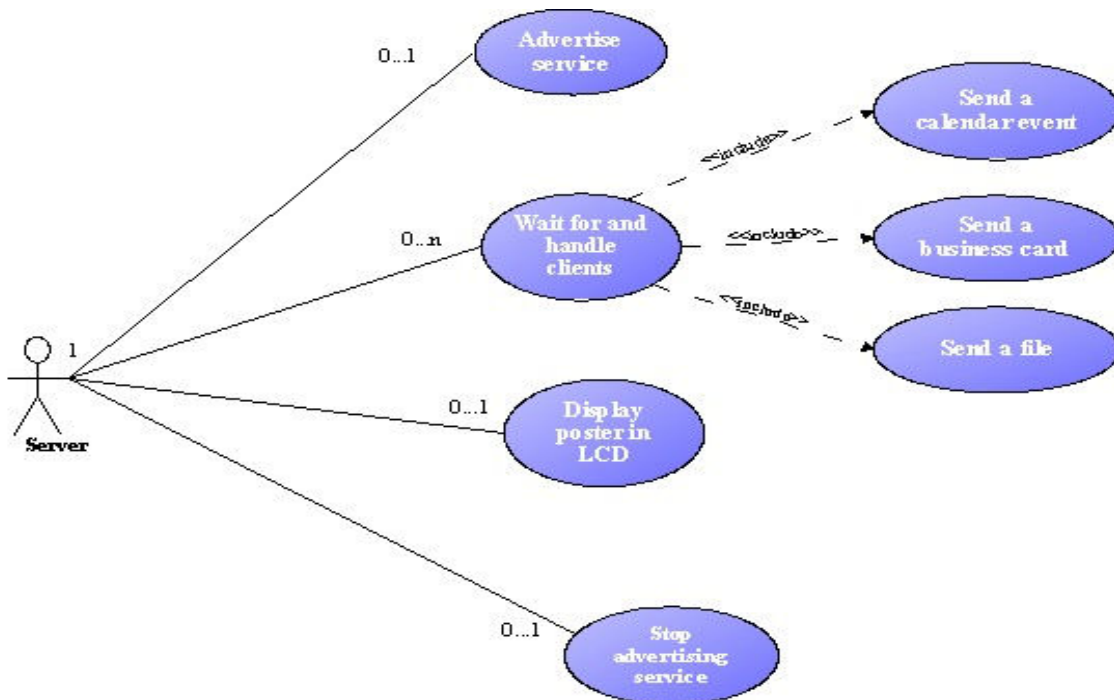 0...1
Advertise
service
Send a
calendar event
<<include>>
Wait for and
handle
clients
0...n
<<include>>
Send a
business card
<<include>>
Send a file
1
Server
0...1
Display
poster in
LCD
0...1
Stop
advertising
service